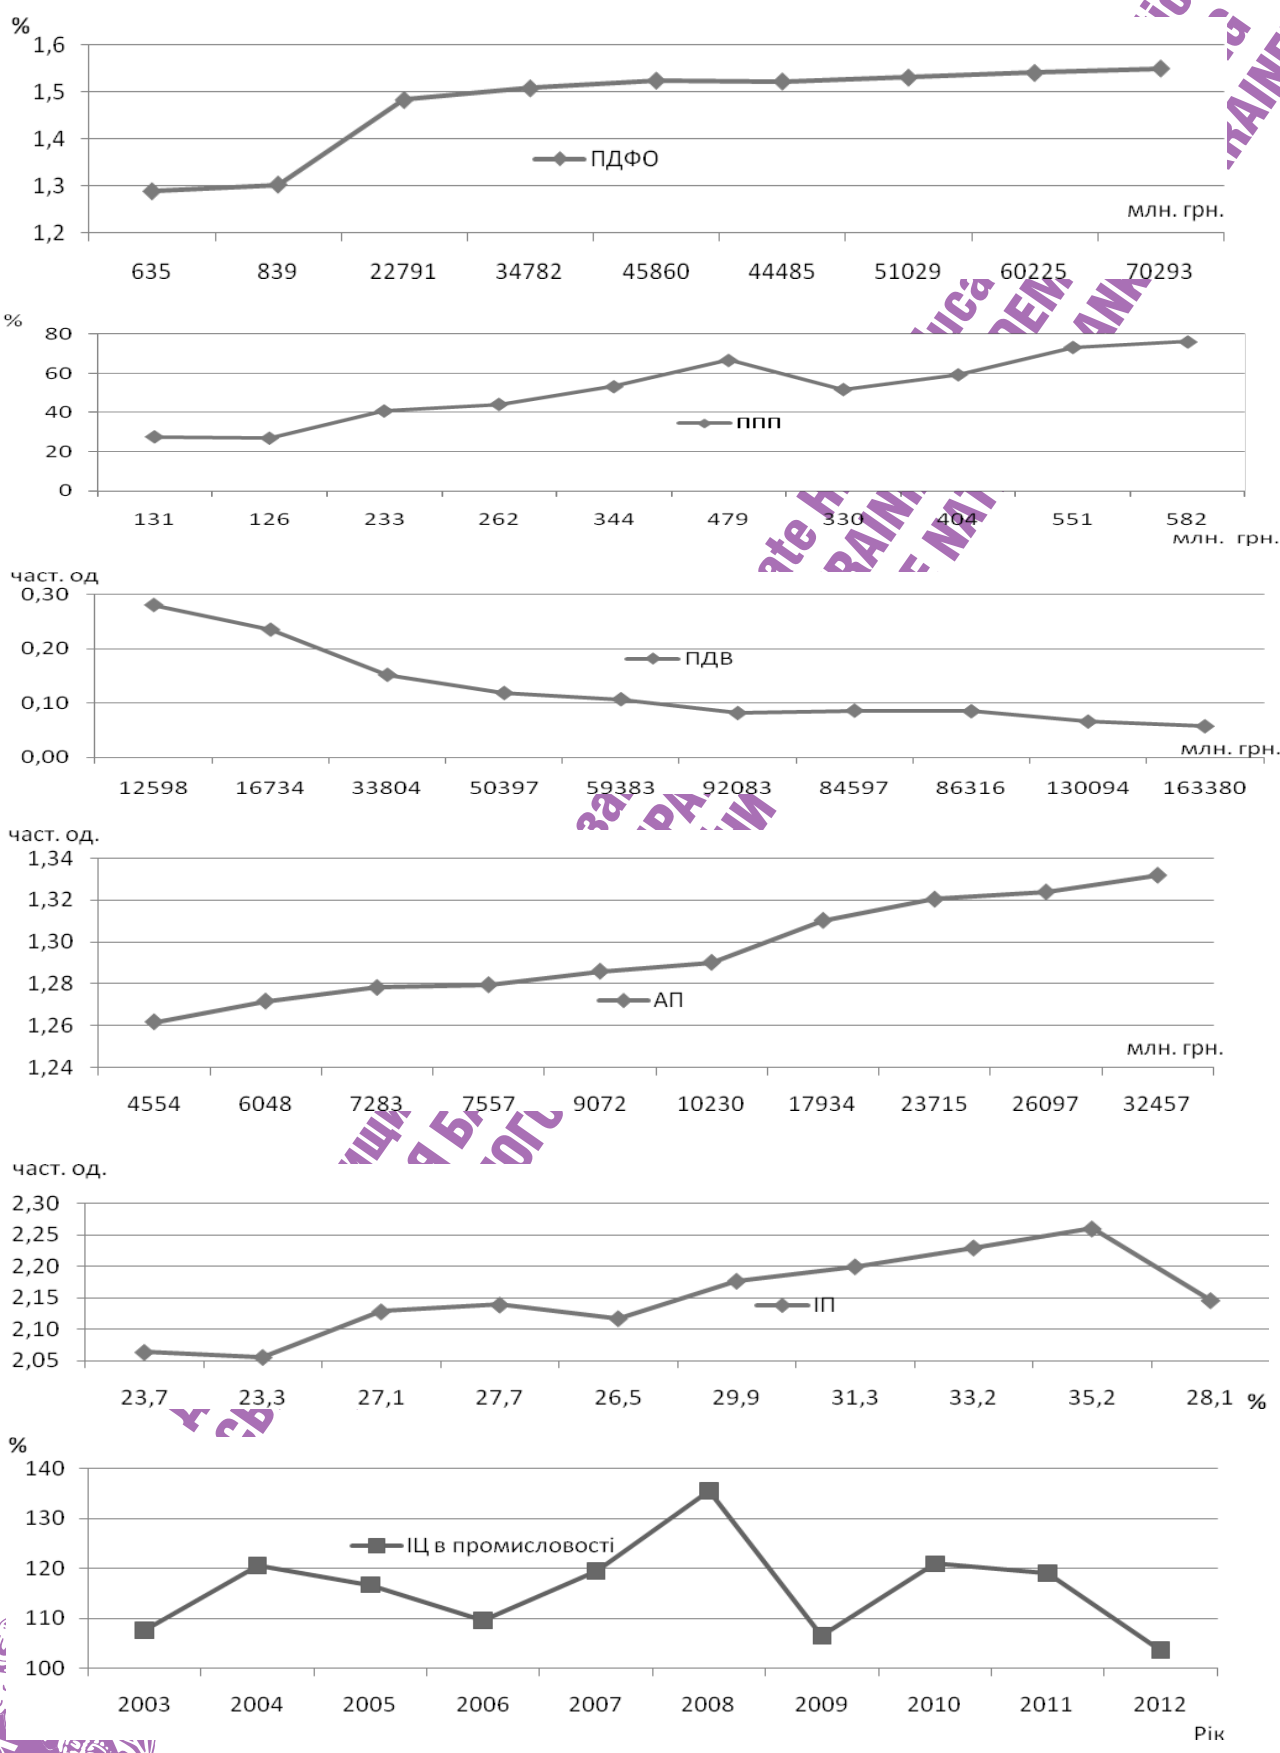 %
1,6
1,5
1,4
ПДФО
1,3
млн. грн.
1,2
635 839 22791 34782 45860 44485 51029 60225 70293
%
80
60
40
ППП
20
0
131 126 233 262 344 479 330 404 551 582
млн. грн.
част. од
0,30
0,20
ПДВ
0,10
млн. грн.
0,00
12598 16734 33804 50397 59383 92083 84597 86316 130094 163380
част. од.
1,34
1,32
1,30
1,28
АП
1,26
млн. грн.
1,24
4554 6048 7283 7557 9072 10230 17934 23715 26097 32457
част. од.
2,30
2,25
2,20
2,15
ІП
2,10
2,05
23,7 23,3 27,1 27,7 26,5 29,9 31,3 33,2 35,2 28,1 %
%
140
130
ІЦ в промисловості
120
110
100
2003 2004 2005 2006 2007 2008 2009 2010 2011 2012
Рік